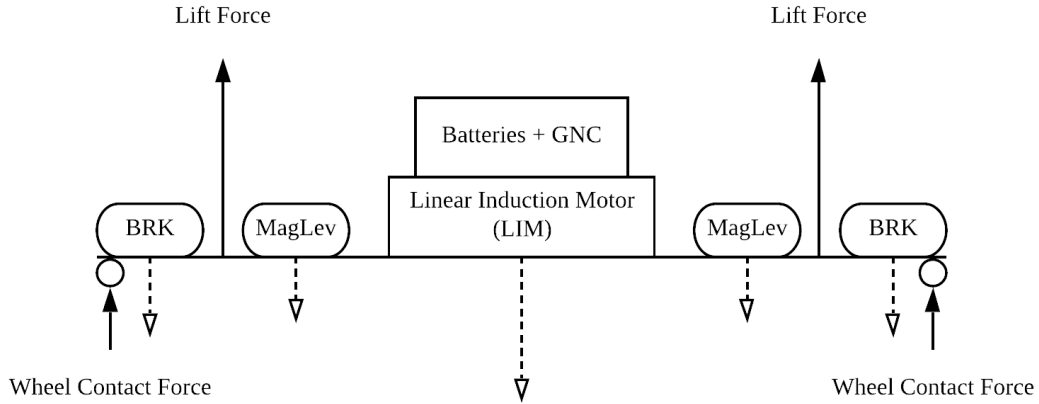 Lift Force
Lift Force
Batteries + GNC
Linear Induction Motor
(LIM)
BRK
MagLev
MagLev
BRK
Wheel Contact Force
Wheel Contact Force